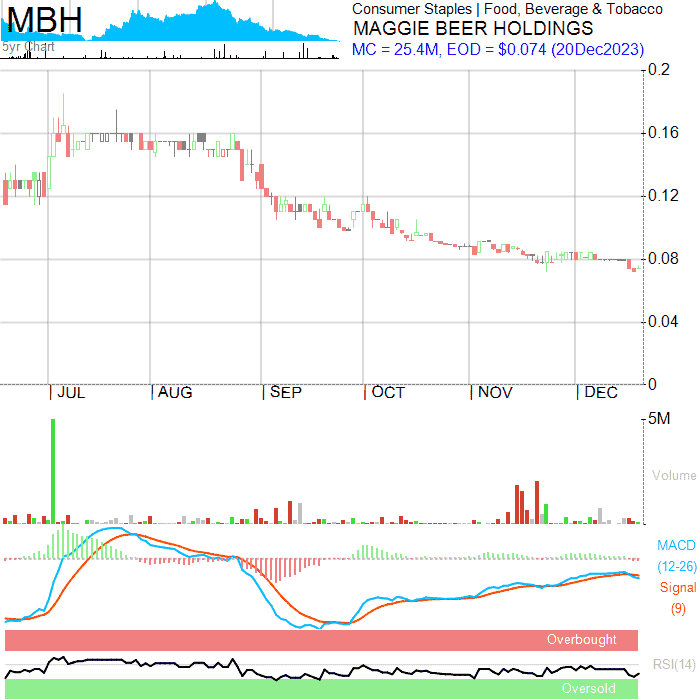 MBH
5yr Chart
Consumer Staples | Food, Beverage & Tobacco
MAGGIE BEER HOLDINGS
MC = 25.4M, EOD = $0.074 (20Dec2023)
0.2
0.16
0.12
0.08
0.04
0
JUL AUG SEP OCT NOV DEC
5M
Volume
MACD
(12-26)
Signal
(9)
Overbought
RSI(14)
Oversold